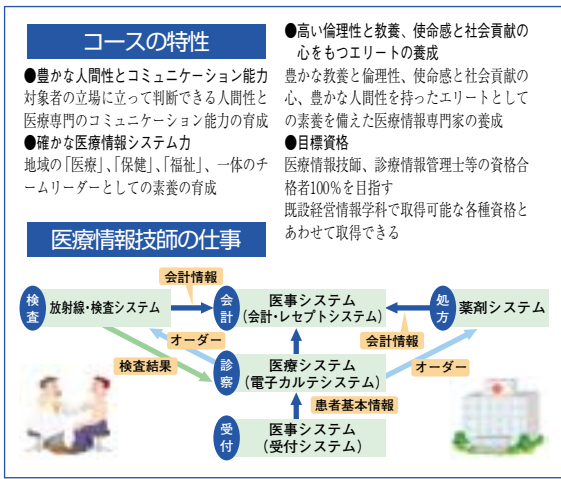 コースの特性
●豊かな人間性とコミュニケーション能力
対象者の立場に立って判断できる人間性と
医療専門のコミュニケーション能力の育成
●確かな医療情報システム力
地域の「医療」、「保健」、「福祉」、一体のチ
ームリーダーとしての素養の育成
●高い倫理性と教養、使命感と社会貢献の
心をもつエリートの養成
豊かな教養と倫理性、使命感と社会貢献の
心、豊かな人間性を持ったエリートとして
の素養を備えた医療情報専門家の養成
●目標資格
医療情報技師、診療情報管理士等の資格合
格者100%を目指す
既設経営情報学科で取得可能な各種資格と
あわせて取得できる
医療情報技師の仕事
会計情報
検査
放射線・検査システム
会計
医事システム
(会計・レセプトシステム)
処方
薬剤システム
オーダー
会計情報
検査結果
診察
医療システム
(電子カルテシステム)
オーダー
患者基本情報
受付
医事システム
(受付システム)